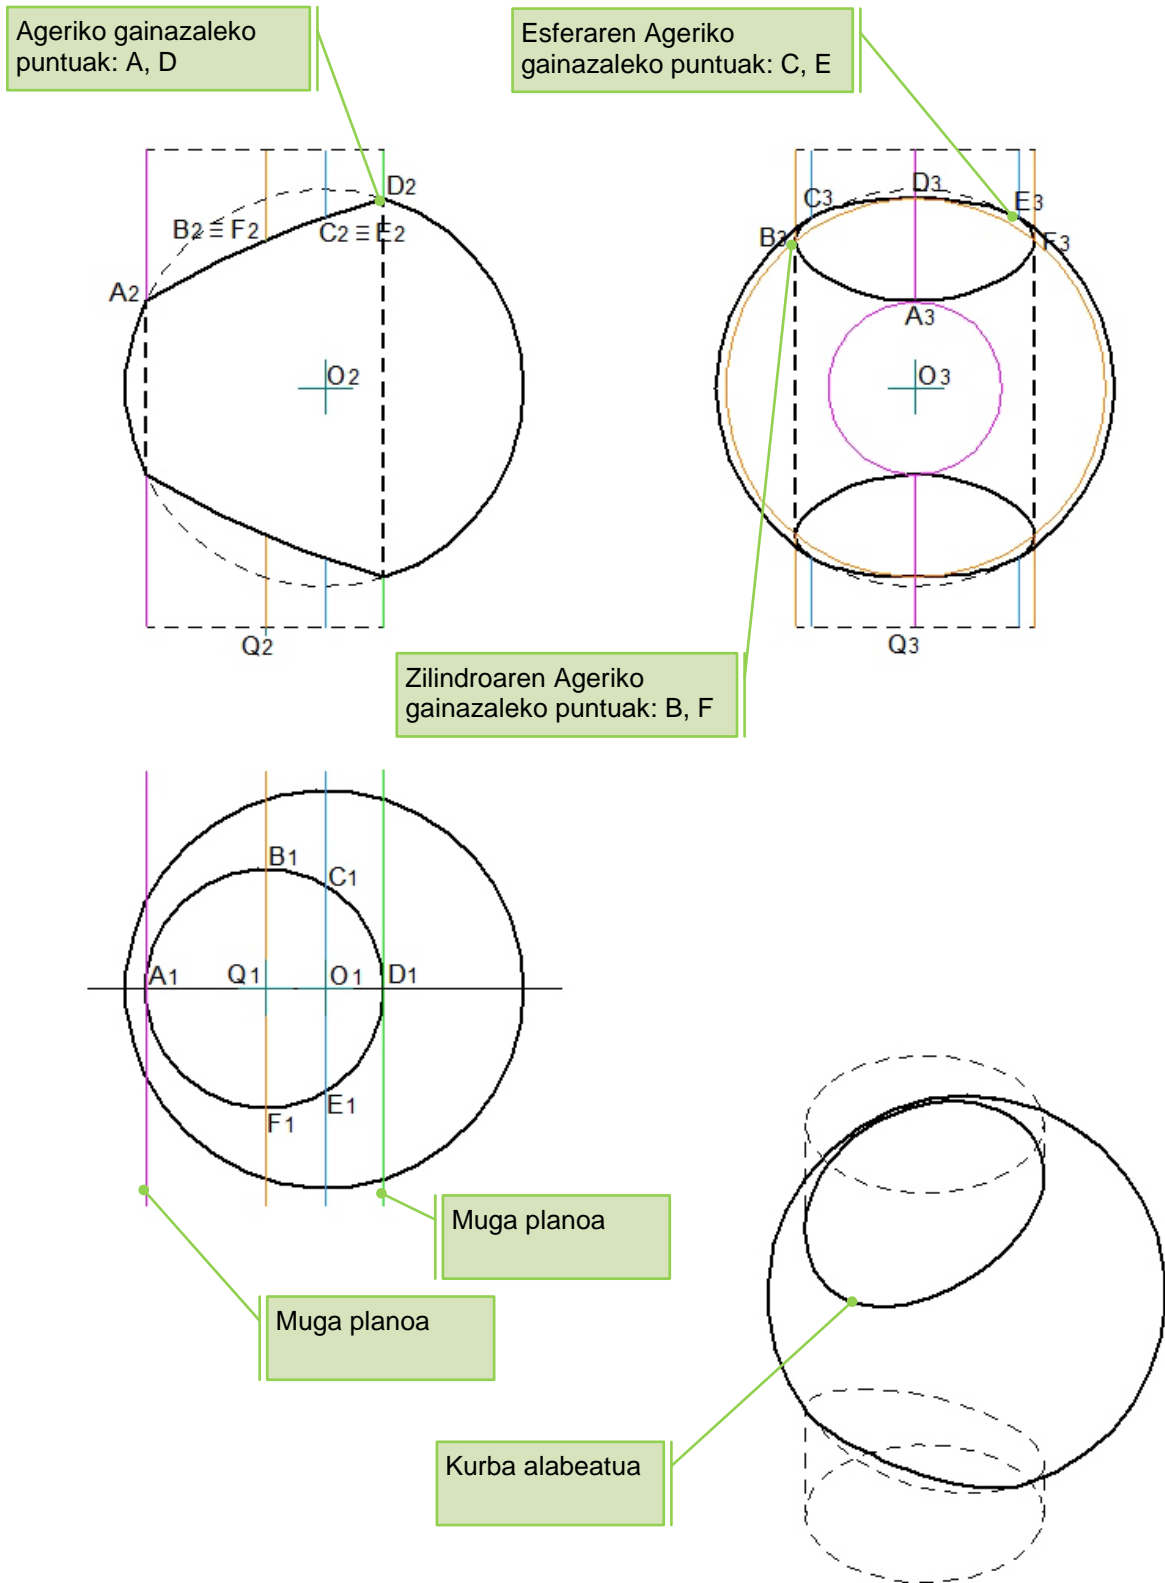 Ageriko gainazaleko
puntuak: A, D
Esferaren Ageriko
gainazaleko puntuak: C, E
D2
B2 ≡ F2
C2 ≡ E2
A2
O2
Q2
D3
C3
E3
B3
F3
A3
O3
Q3
Zilindroaren Ageriko
gainazaleko puntuak: B, F
B1
C1
A1
Q1
O1
D1
E1
F1
Muga planoa
Muga planoa
Kurba alabeatua